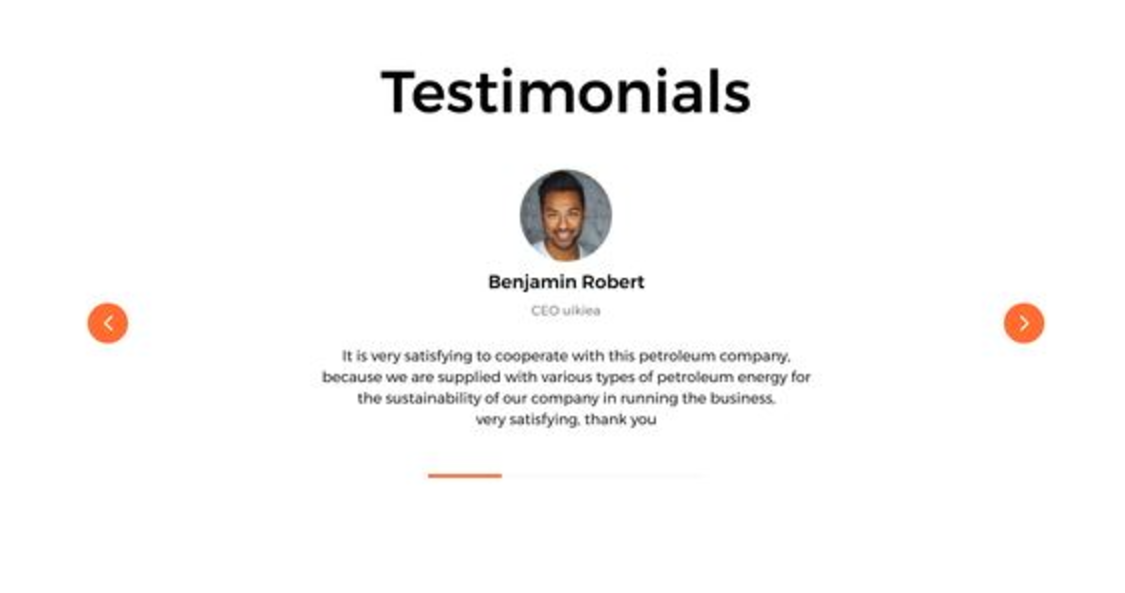 Testimonials
Benjamin Robert
CEO uikiea
It is very satisfying to cooperate with this petroleum company,
because we are supplied with various types of petroleum energy for
the sustainability of our company in running the business,
very satisfying, thank you